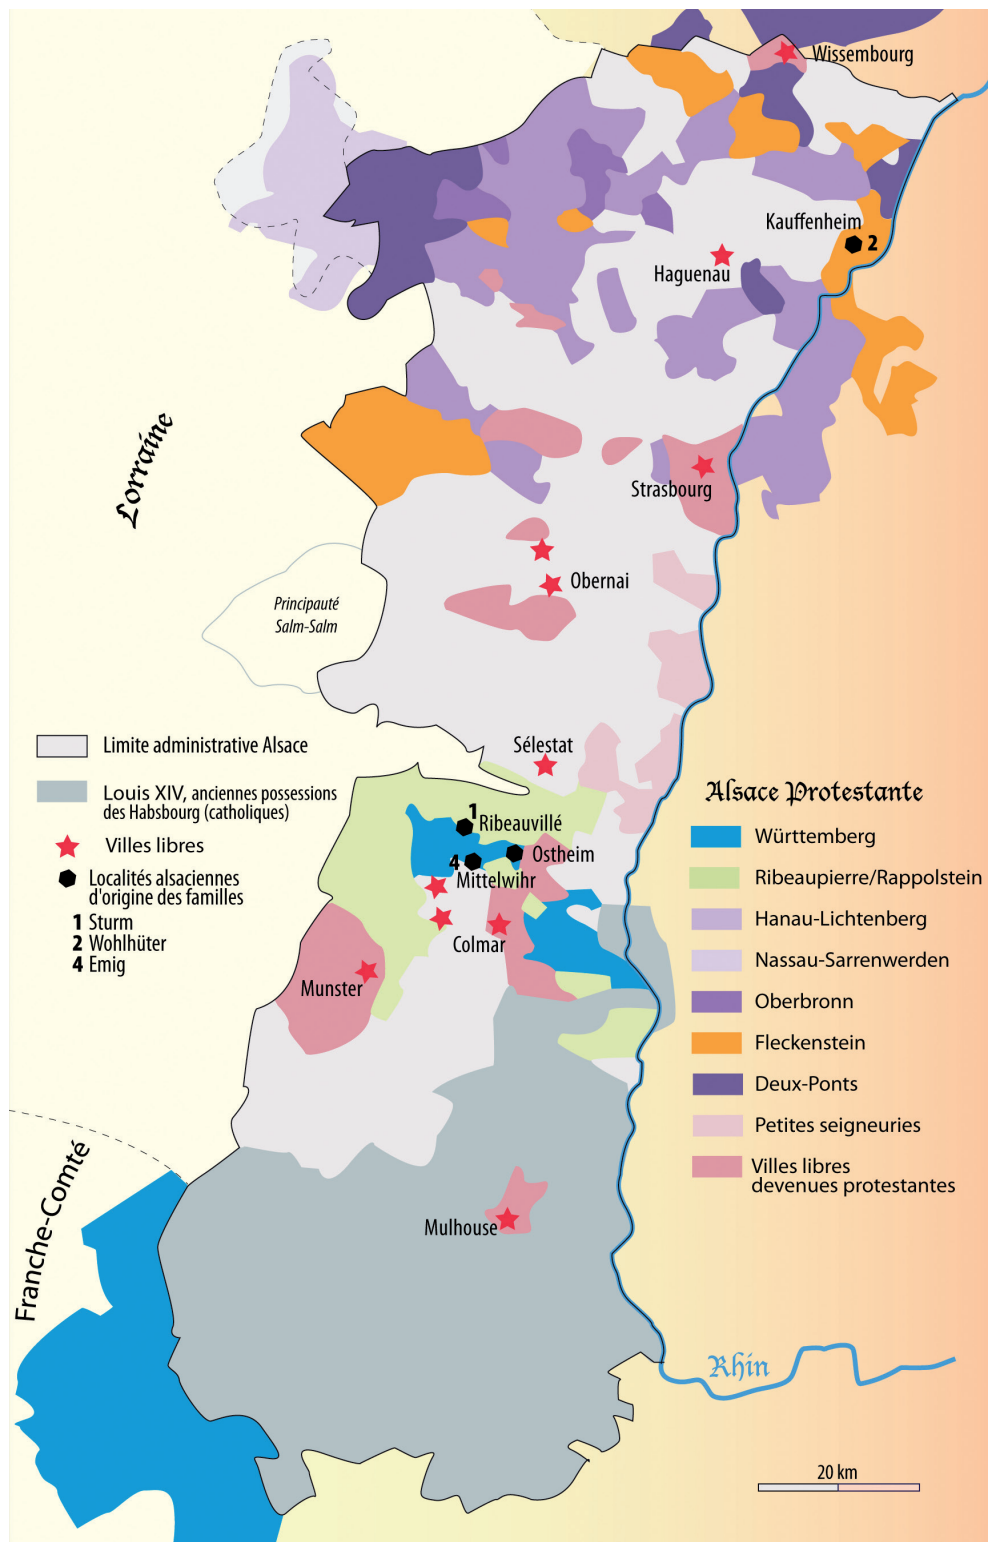 Wissembourg
Kauffenheim
2
Haguenau
Lorraine
Strasbourg
Obernai
Principauté
Salm-Salm
Sélestat
Limite administrative Alsace
Louis XIV, anciennes possessions
des Habsbourg (catholiques)
Villes libres
Localités alsaciennes
d'origine des familles
1 Sturm
2 Wohlhüter
4 Emig
1
Ribeauvillé
Ostheim
4
Mittelwihr
Colmar
Munster
Alsace Protestante
Württemberg
Ribeaupierre/Rappolstein
Hanau-Lichtenberg
Nassau-Sarrenwerden
Oberbronn
Fleckenstein
Deux-Ponts
Petites seigneuries
Villes libres
devenues protestantes
Franche-Comté
Mulhouse
Rhin
20 km